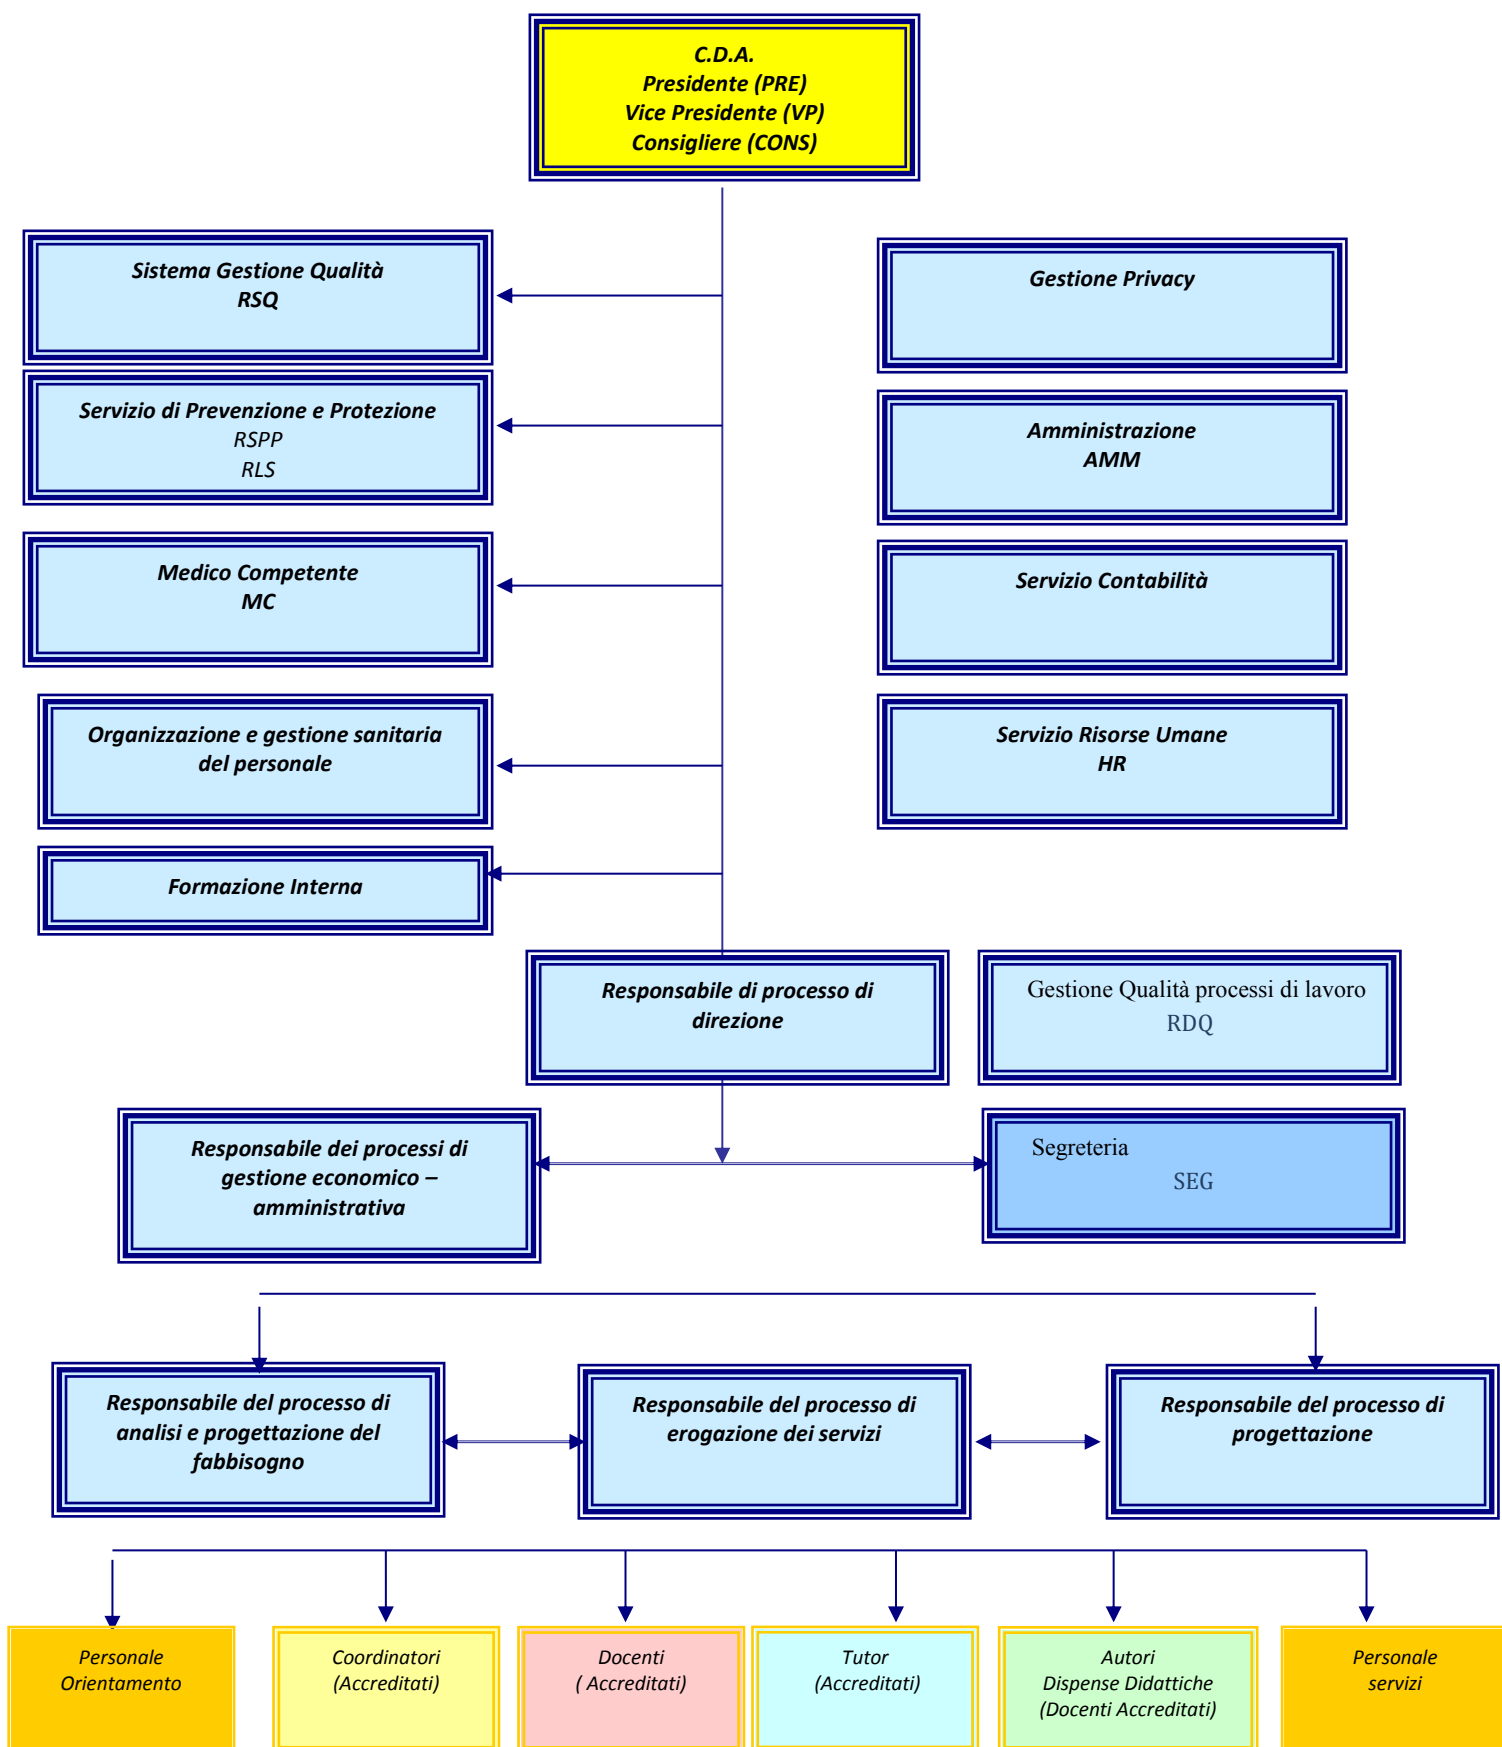 C.D.A.
Presidente (PRE)
Vice Presidente (VP)
Consigliere (CONS)
Sistema Gestione Qualità
RSQ
Gestione Privacy
Servizio di Prevenzione e Protezione
RSPP
RLS
Amministrazione
AMM
Medico Competente
MC
Servizio Contabilità
Organizzazione e gestione sanitaria
del personale
Servizio Risorse Umane
HR
Formazione Interna
Responsabile di processo di
direzione
Gestione Qualità processi di lavoro
RDQ
Responsabile dei processi di
gestione economico –
amministrativa
Segreteria
SEG
Responsabile del processo di
analisi e progettazione del
fabbisogno
Responsabile del processo di
erogazione dei servizi
Responsabile del processo di
progettazione
Personale
Orientamento
Coordinatori
(Accreditati)
Docenti
( Accreditati)
Tutor
(Accreditati)
Autori
Dispense Didattiche
(Docenti Accreditati)
Personale
servizi